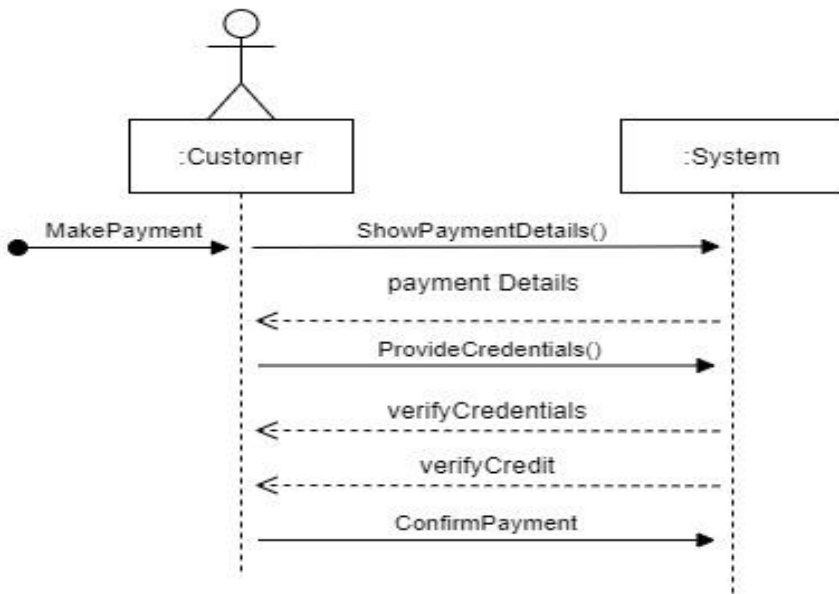 :Customer
:System
MakePayment
ShowPaymentDetails()
payment Details
ProvideCredentials()
verifyCredentials
verifyCredit
ConfirmPayment